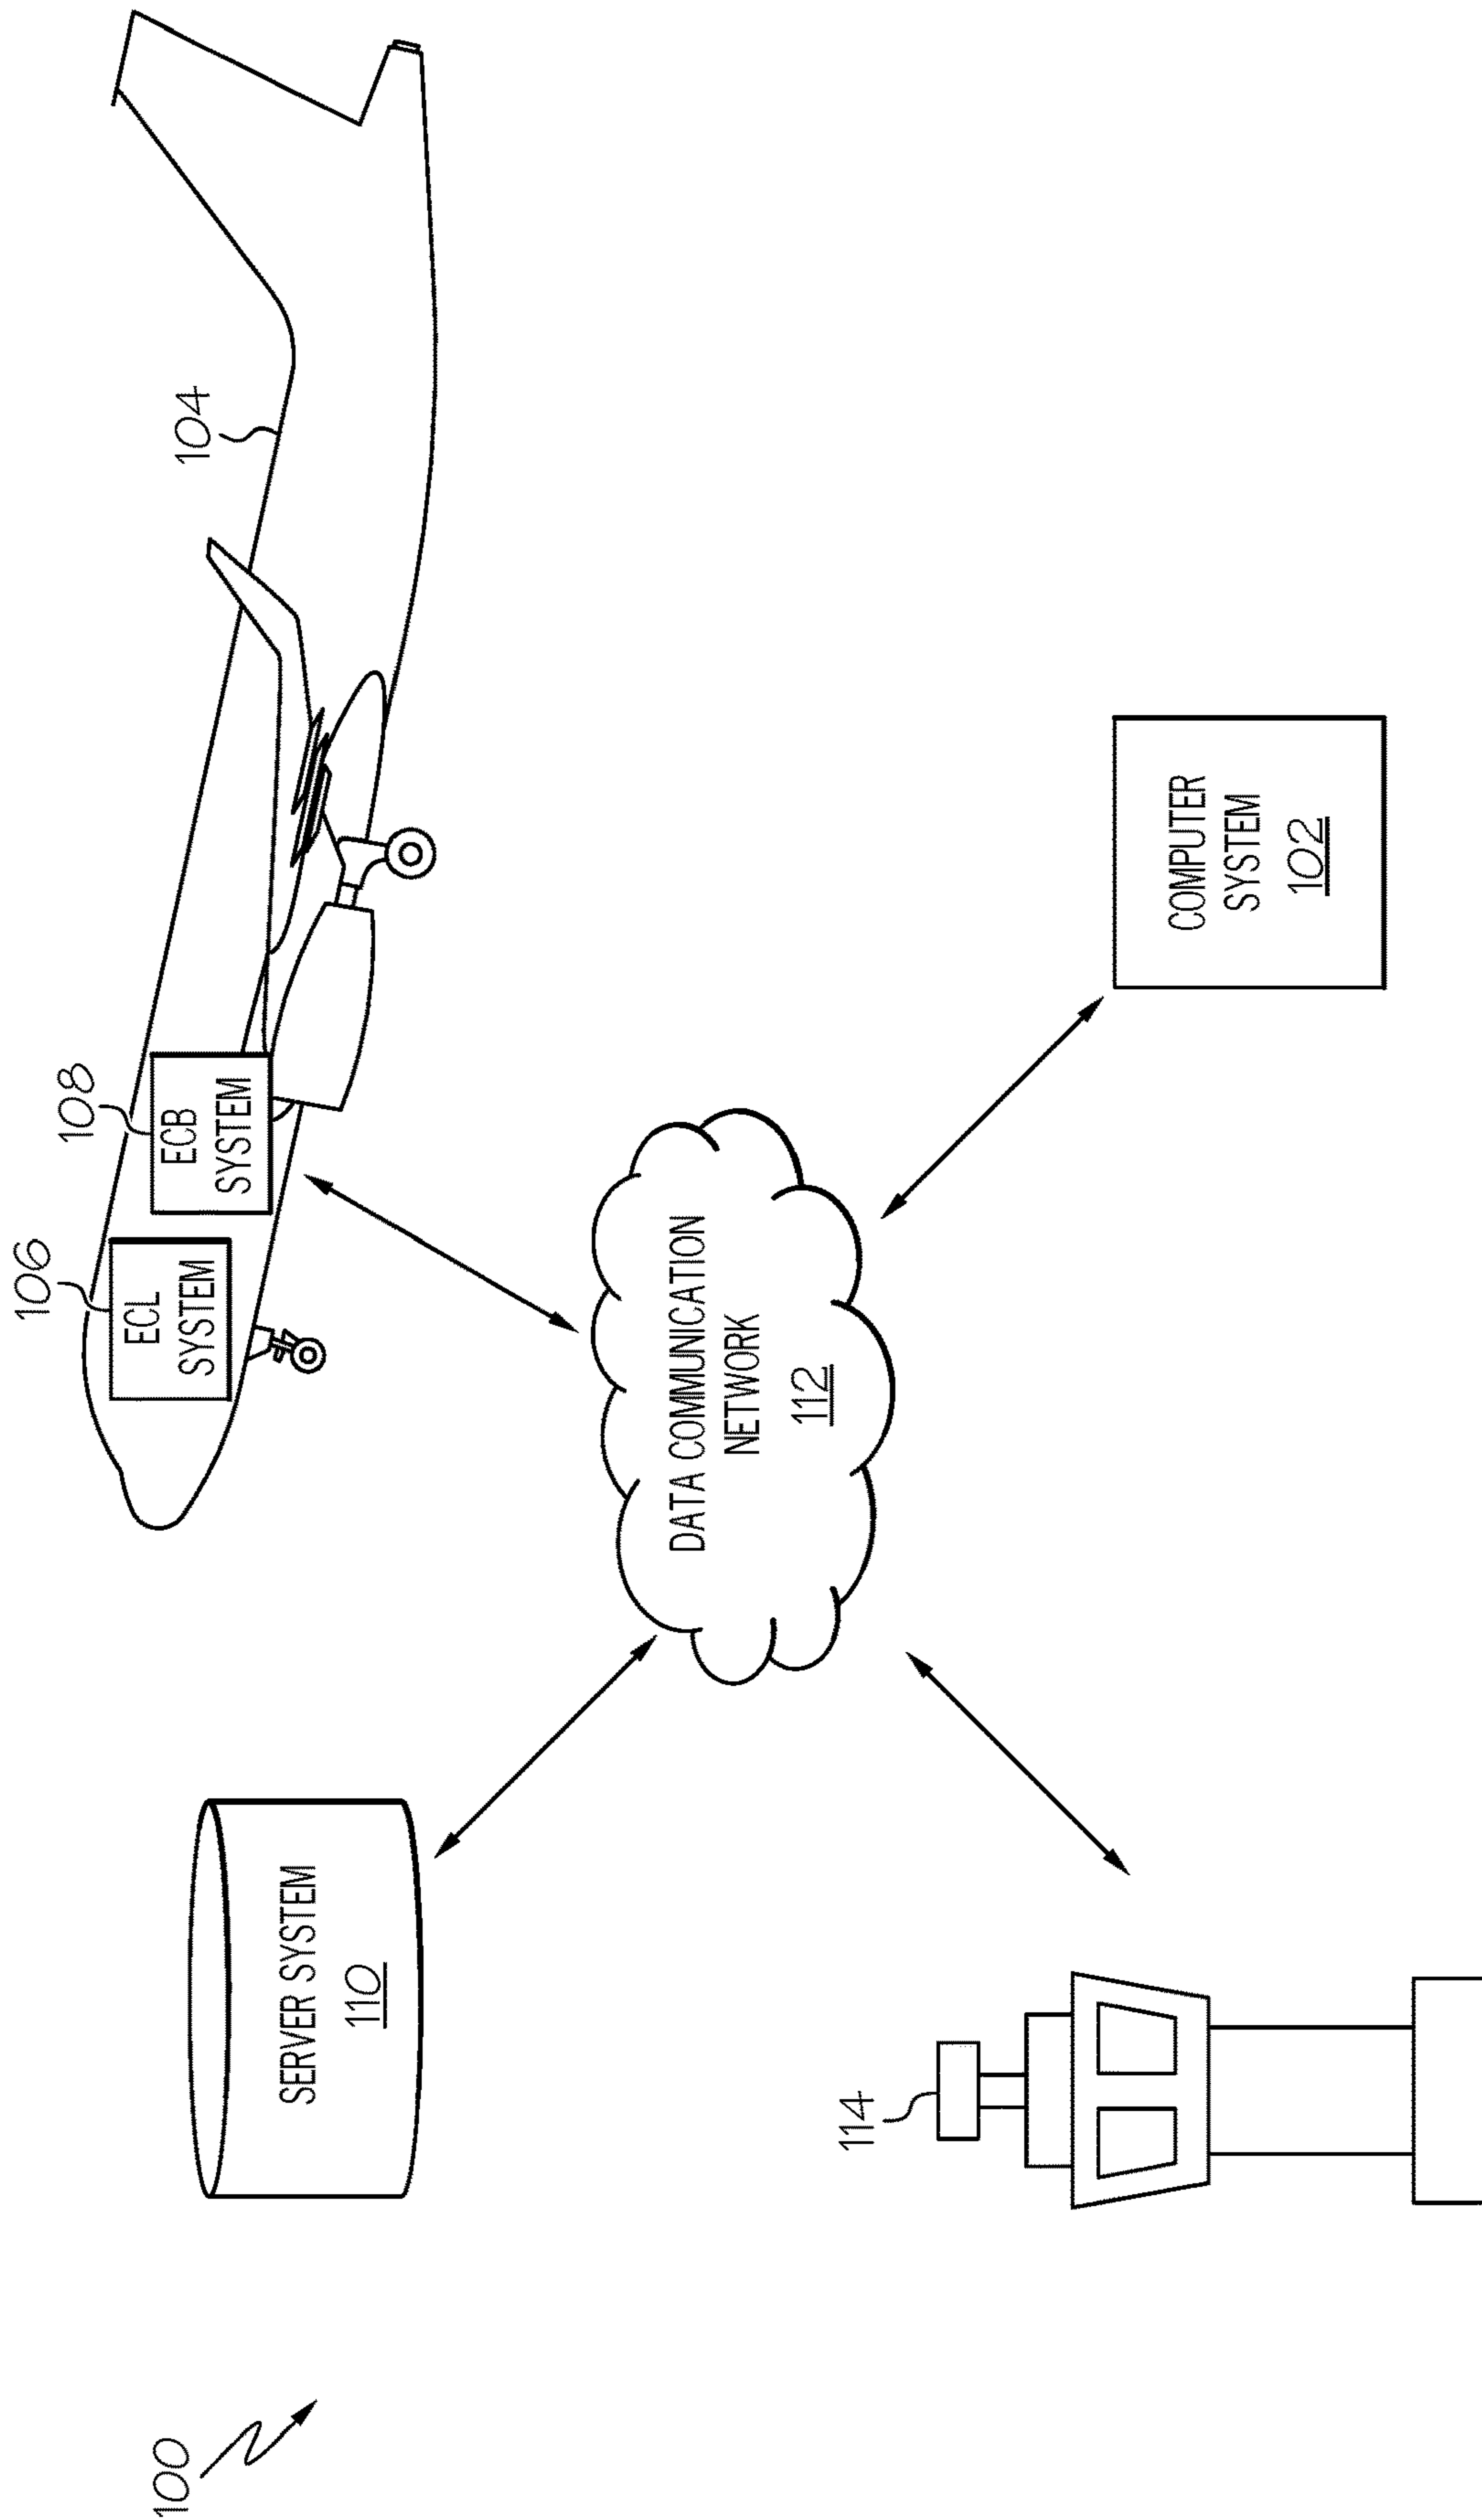 100
SERVER SYSTEM
110
106
ECL
SYSTEM
108
ECB
SYSTEM
104
DATA COMMUNICATION
NETWORK
112
114
COMPUTER
SYSTEM
102